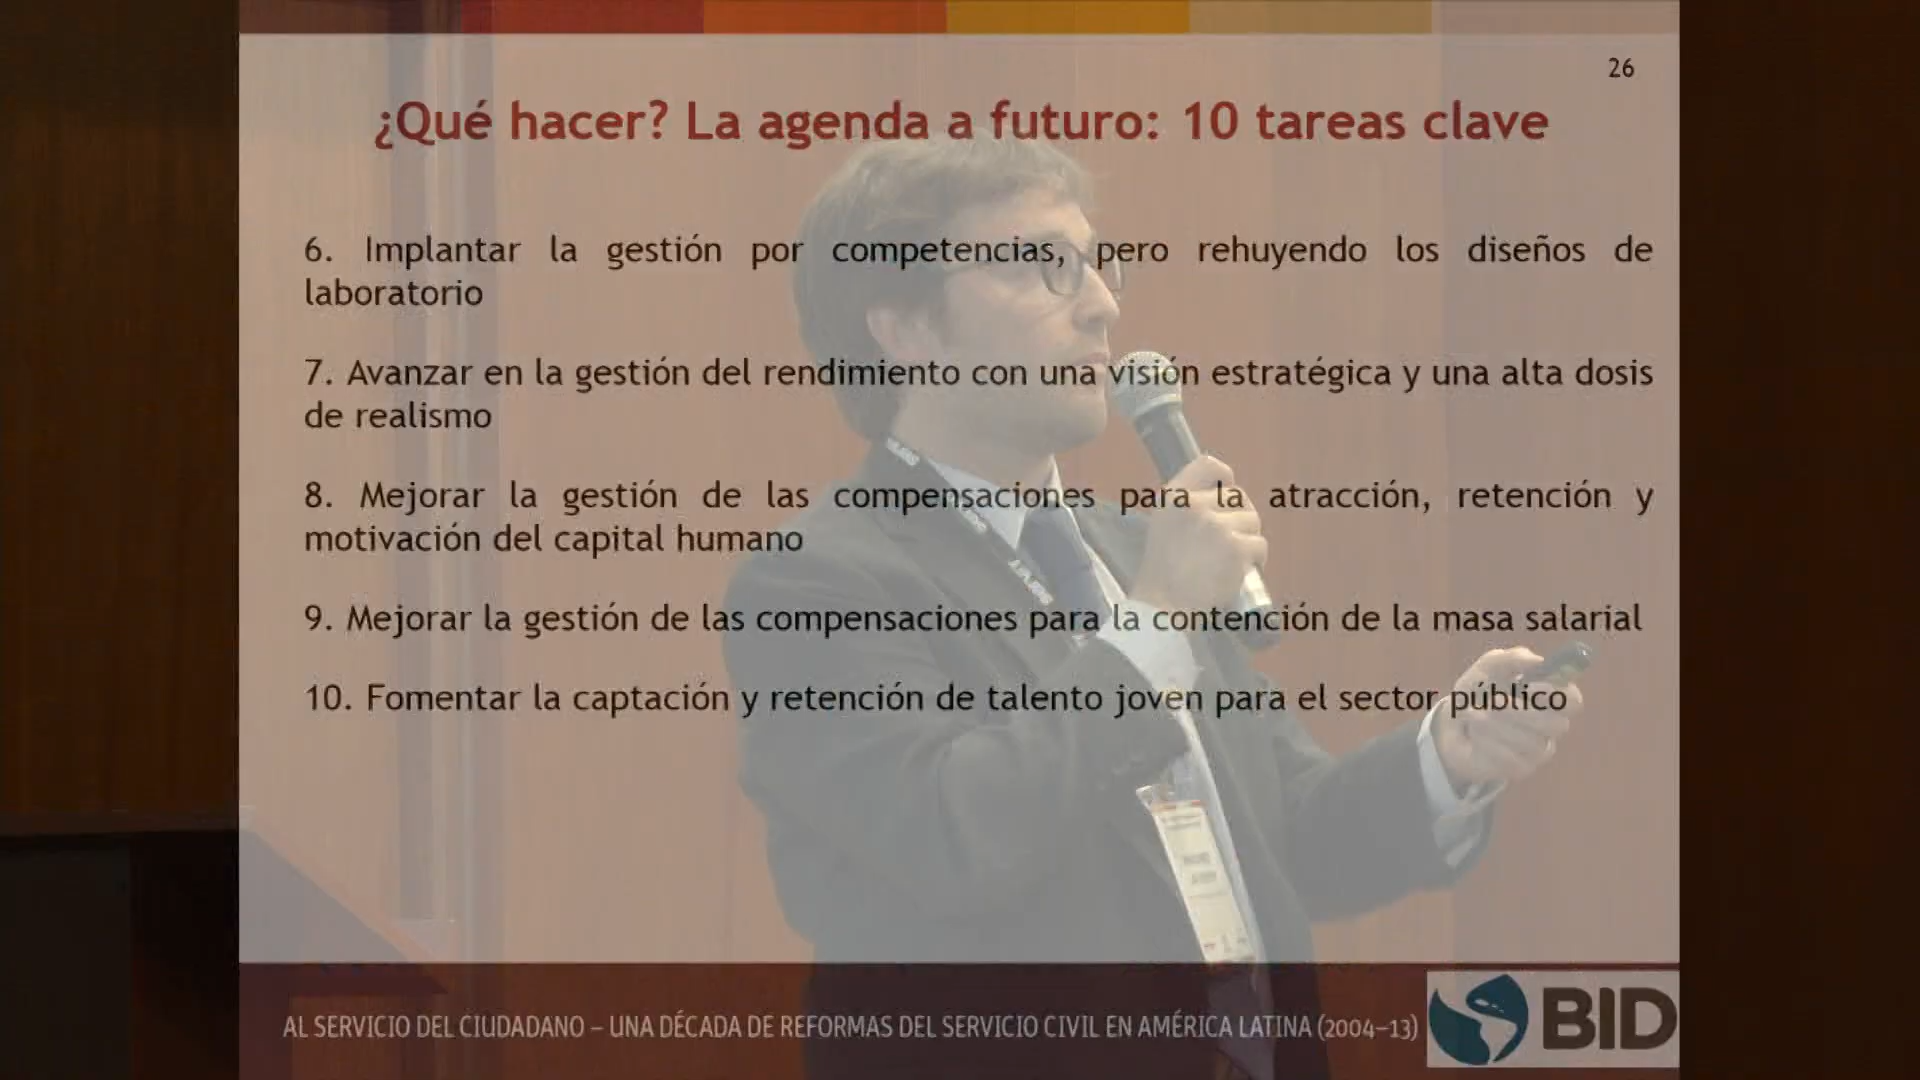 26
¿Qué hacer? La agenda a futuro: 10 tareas clave
6. Implantar la gestión por competencias, pero rehuyendo los diseños de
laboratorio
7. Avanzar en la gestión del rendimiento con una visión estratégica y una alta dosis
de realismo
8. Mejorar la gestión de las compensaciones para la atracción, retención y
motivación del capital humano
9. Mejorar la gestión de las compensaciones para la contención de la masa salarial
10. Fomentar la captación y retención de talento joven para el sector público
AL SERVICIO DEL CIUDADANO – UNA DÉCADA DE REFORMAS DEL SERVICIO CIVIL EN AMÉRICA LATINA (2004–13)
BID